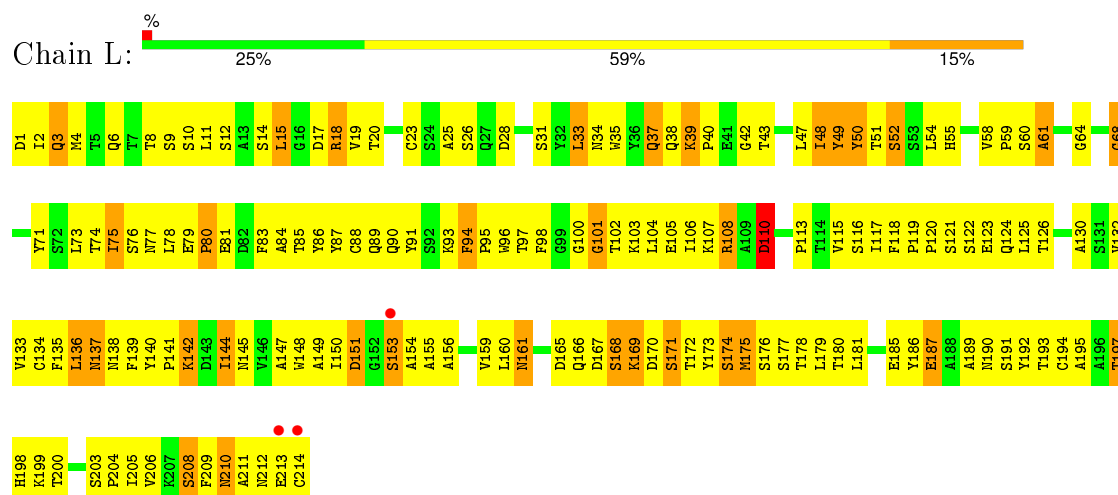 %
Chain L:
25% 59% 15%
D1 I2 Q3 M4 T5 Q6 T7 T8 S9 S10 L11 S12 A13 S14 L15 G16 D17 R18 V19 T20 C23 S24 A25 S26 Q27 D28 S31 Y32 L33 N34 W35 Y36 Q37 Q38 K39 P40 E41 G42 T43 L47 I48 Y49 Y50 T51 S52 S53 L54 H55 V58 P59 S60 A61 G64 G68
Y71 S72 L73 T74 I75 S76 N77 L78 E79 P80 E81 D82 F83 A84 T85 Y86 Y87 C88 Q89 Q90 Y91 S92 K93 F94 P95 W96 T97 F98 G99 G100 G101 T102 K103 L104 E105 I106 K107 R108 A109 D110 P113 T114 V115 S116 I117 F118 P119 P120 S121 S122 E123 Q124 L125 T126 A130 S131 V132
V133 C134 F135 L136 N137 N138 F139 Y140 P141 K142 D143 I144 N145 V146 A147 W148 A149 I150 D151 G152 S153 A154 A155 A156 V159 L160 N161 D165 Q166 D167 S168 K169 D170 S171 T172 Y173 S174 M175 S176 S177 T178 L179 T180 L181 E185 Y186 E187 A188 A189 N190 S191 Y192 T193 C194 A195 A196 T197
H198 K199 T200 S203 P204 I205 V206 K207 S208 F209 N210 A211 N212 E213 C214